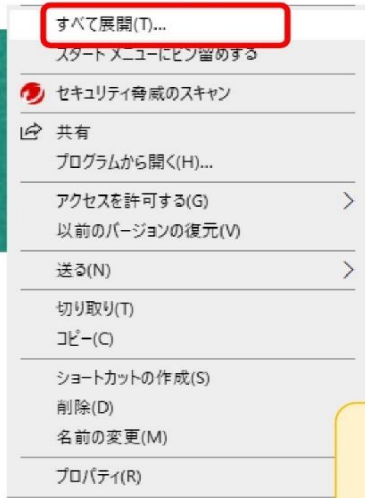 すべて展開(T)...
スタート メニューにピン留めする
セキュリティ脅威のスキャン
共有
プログラムから開く(H)...
アクセスを許可する(G)
以前のバージョンの復元(V)
送る(N)
切り取り(T)
コピー(C)
ショートカットの作成(S)
削除(D)
名前の変更(M)
プロパティ(R)